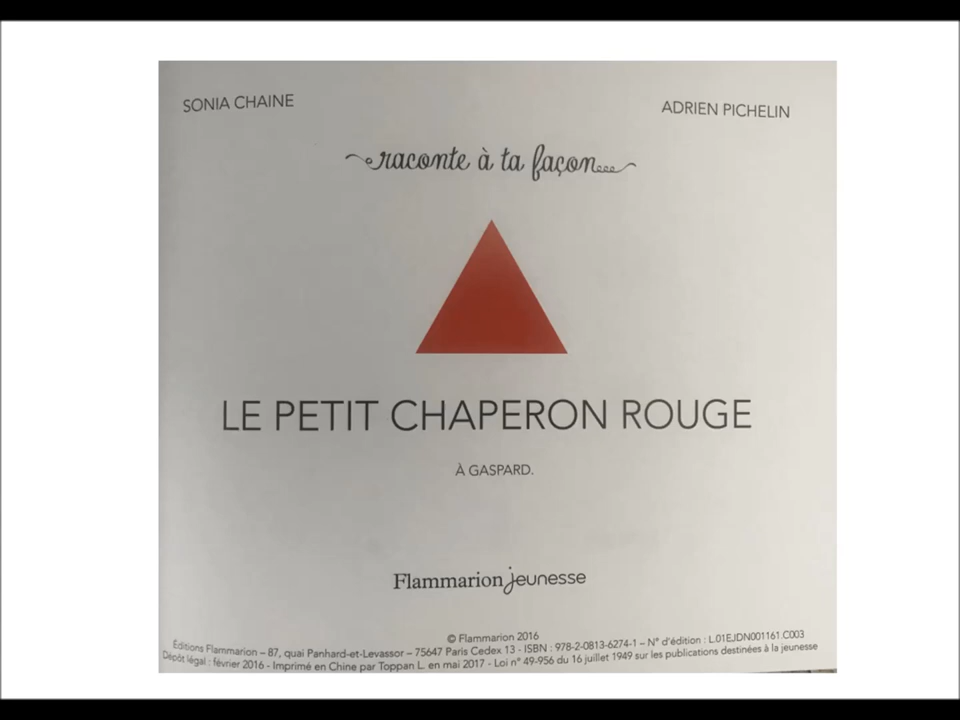 SONIA CHAINE
ADRIEN PICHELIN
raconte à ta façon...
LE PETIT CHAPERON ROUGE
À GASPARD.
Flammarion jeunesse
© Flammarion 2016
Éditions Flammarion – 87, quai Panhard-et-Levassor – 75647 Paris Cedex 13 - ISBN : 978-2-0813-6274-1 – N° d'édition : L.01EJDN001161.C003
Dépôt légal : février 2016 - Imprimé en Chine par Toppan L. en mai 2017 - Loi n° 49-956 du 16 juillet 1949 sur les publications destinées à la jeunesse